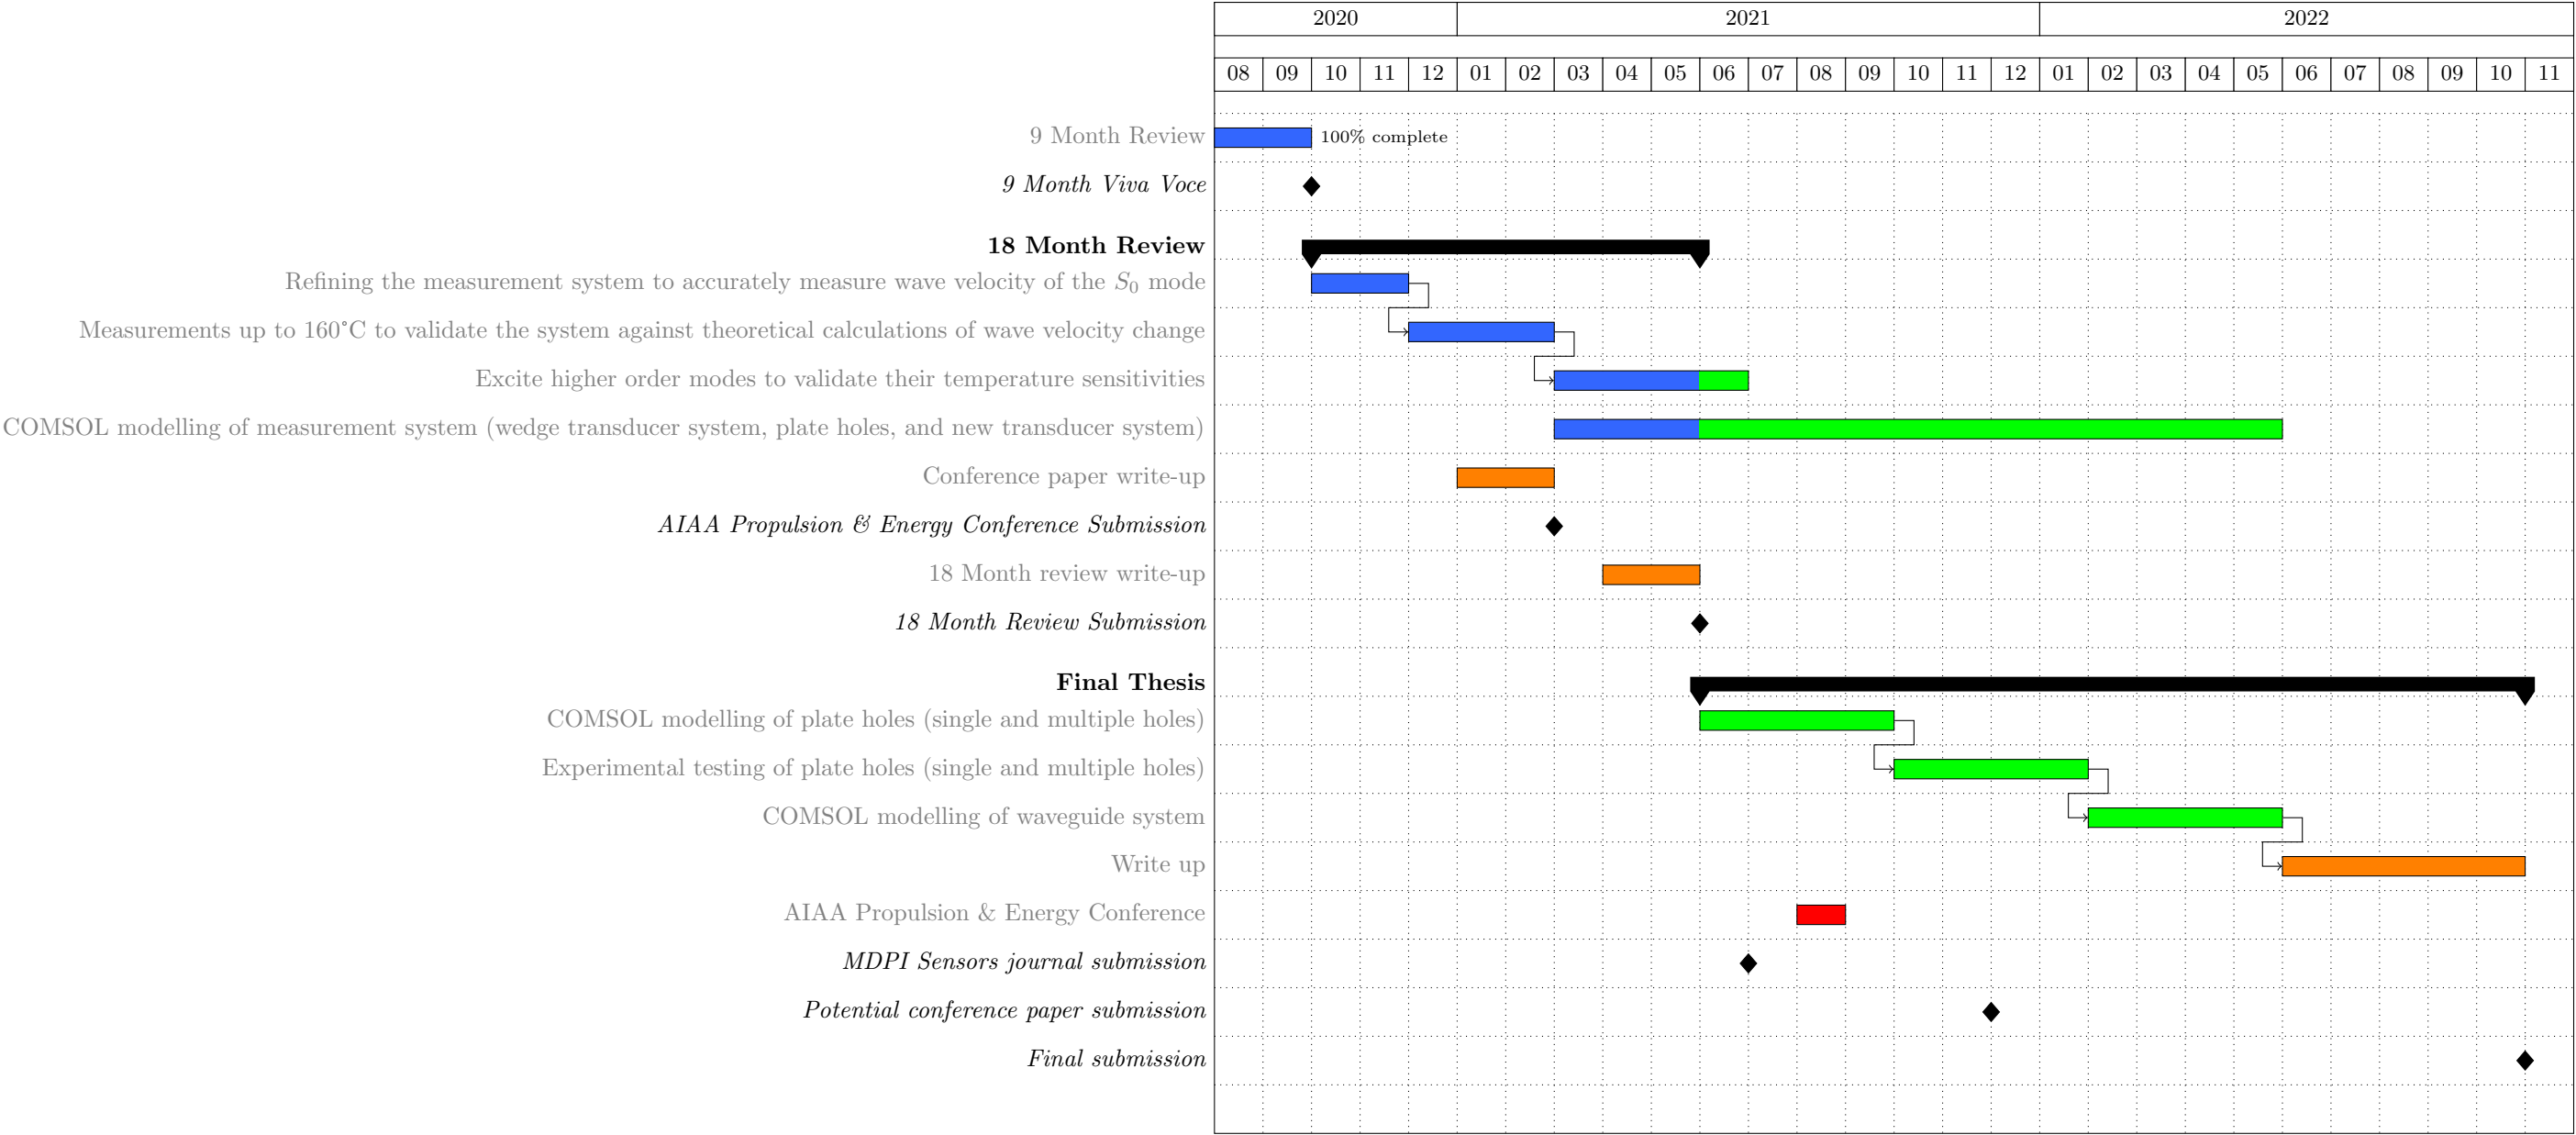 2020 2021 2022
08 09 10 11 12 01 02 03 04 05 06 07 08 09 10 11 12 01 02 03 04 05 06 07 08 09 10 11
9 Month Review 100% complete
9 Month Viva Voce
18 Month Review
Refining the measurement system to accurately measure wave velocity of the S₀ mode
Measurements up to 160°C to validate the system against theoretical calculations of wave velocity change
Excite higher order modes to validate their temperature sensitivities
COMSOL modelling of measurement system (wedge transducer system, plate holes, and new transducer system)
Conference paper write-up
AIAA Propulsion & Energy Conference Submission
18 Month review write-up
18 Month Review Submission
Final Thesis
COMSOL modelling of plate holes (single and multiple holes)
Experimental testing of plate holes (single and multiple holes)
COMSOL modelling of waveguide system
Write up
AIAA Propulsion & Energy Conference
MDPI Sensors journal submission
Potential conference paper submission
Final submission